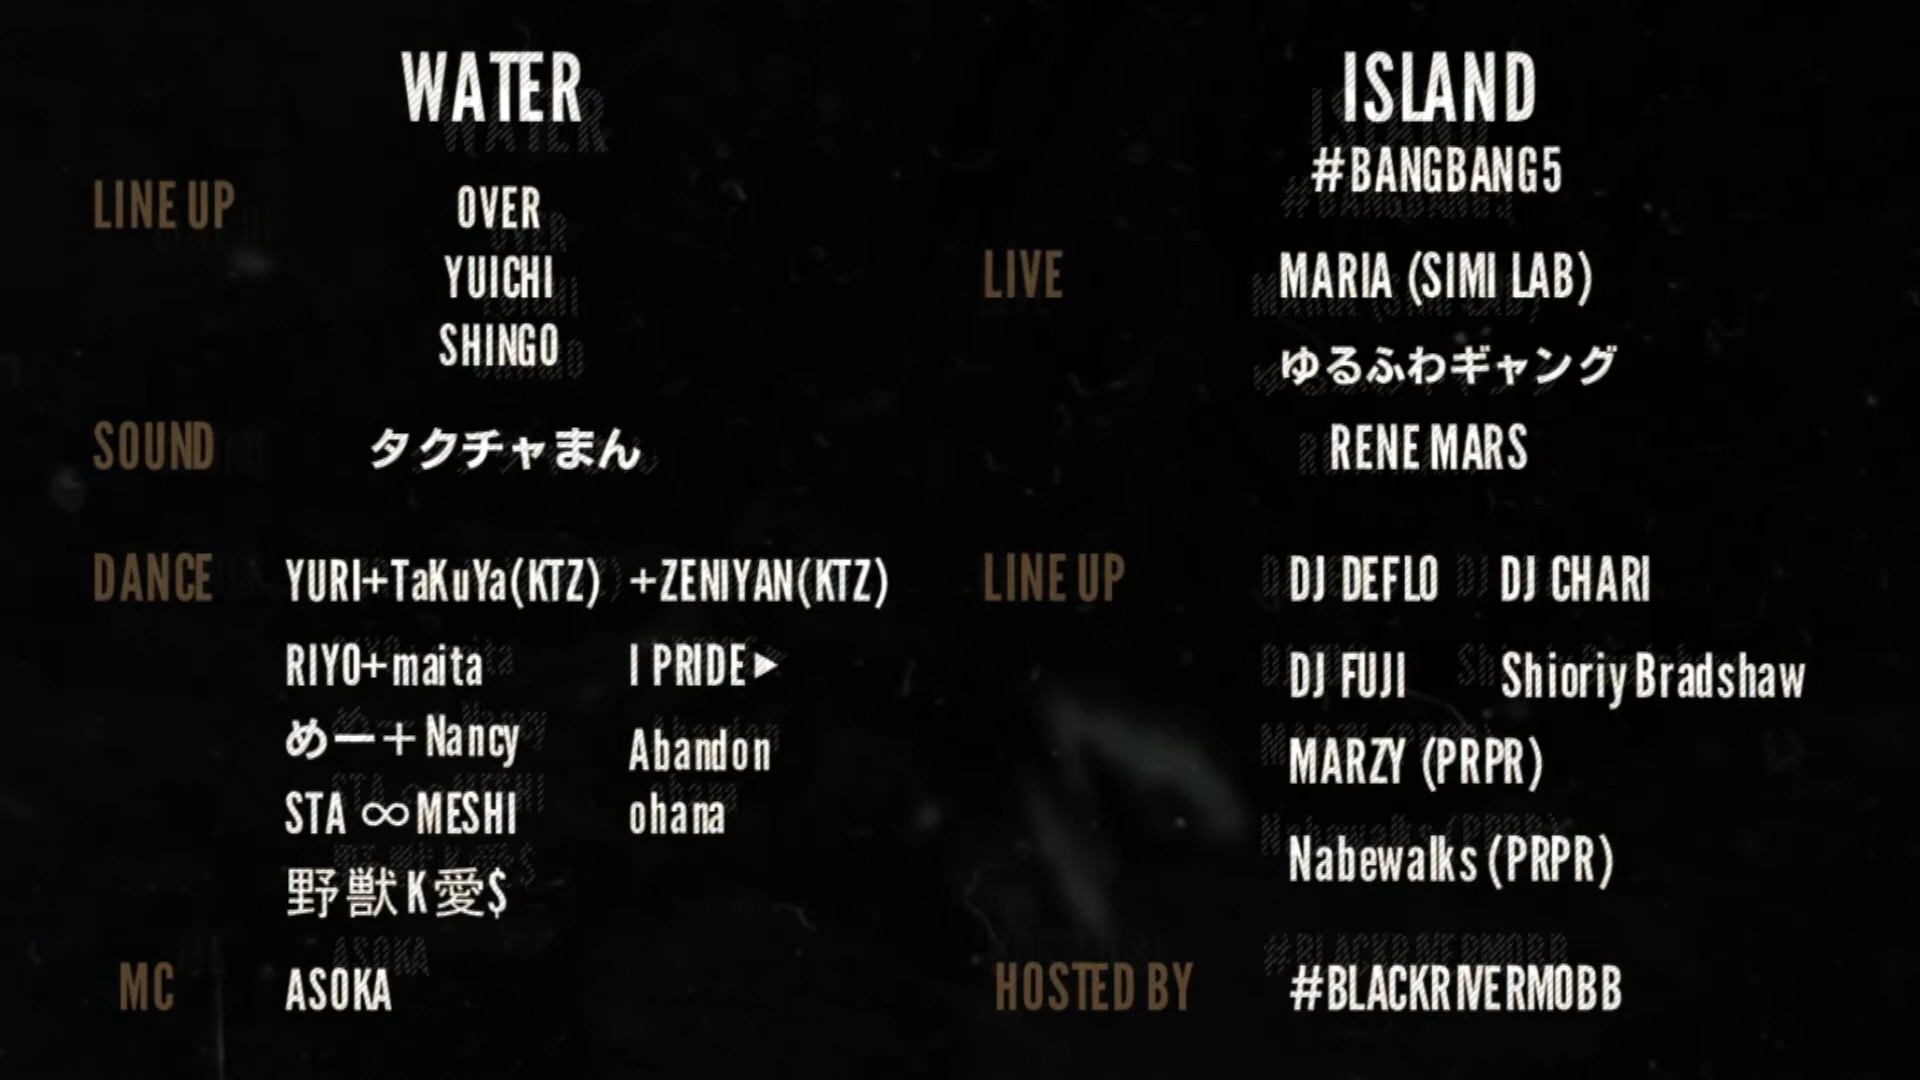 WATER
LINE UP
OVER
YUICHI
SHINGO
SOUND
タクチャまん
DANCE
YURI+TaKuYa(KTZ) +ZENIYAN(KTZ)
RIYO+maita I PRIDE▶
めー＋Nancy Abandon
STA ∞MESHI ohana
野獣K愛$
MC ASOKA
ISLAND
#BANGBANG5
LIVE
MARIA (SIMI LAB)
ゆるふわギャング
RENE MARS
LINE UP
DJ DEFLO DJ CHARI
DJ FUJI Shioriy Bradshaw
MARZY (PRPR)
Nabewalks (PRPR)
HOSTED BY #BLACKRIVERMOBB